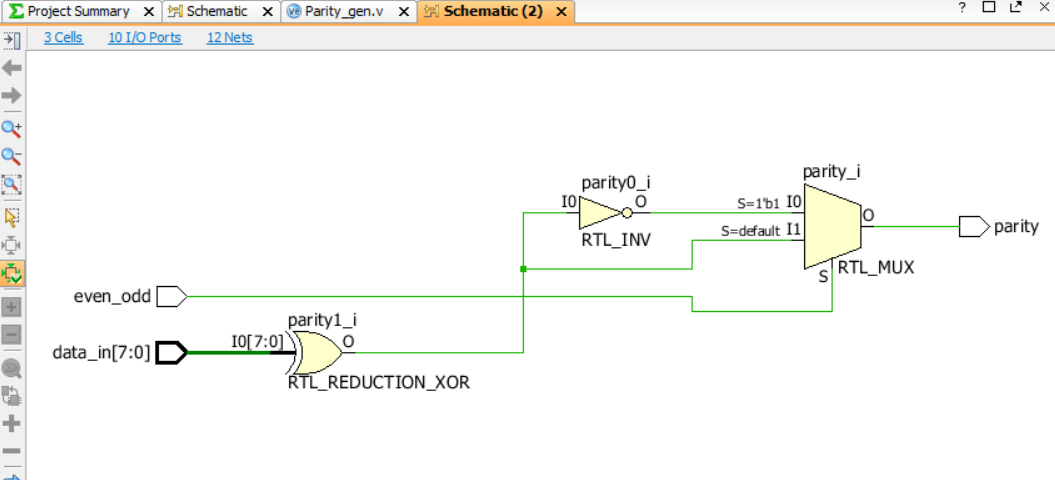 Project Summary × Schematic × Parity_gen.v × Schematic (2) × ?
3 Cells 10 I/O Ports 12 Nets
parity_i
parity0_i
I0 O S=1'b1 I0
O
S=default I1 parity
RTL_INV
S RTL_MUX
even_odd
parity1_i
I0[7:0] O
data_in[7:0]
RTL_REDUCTION_XOR